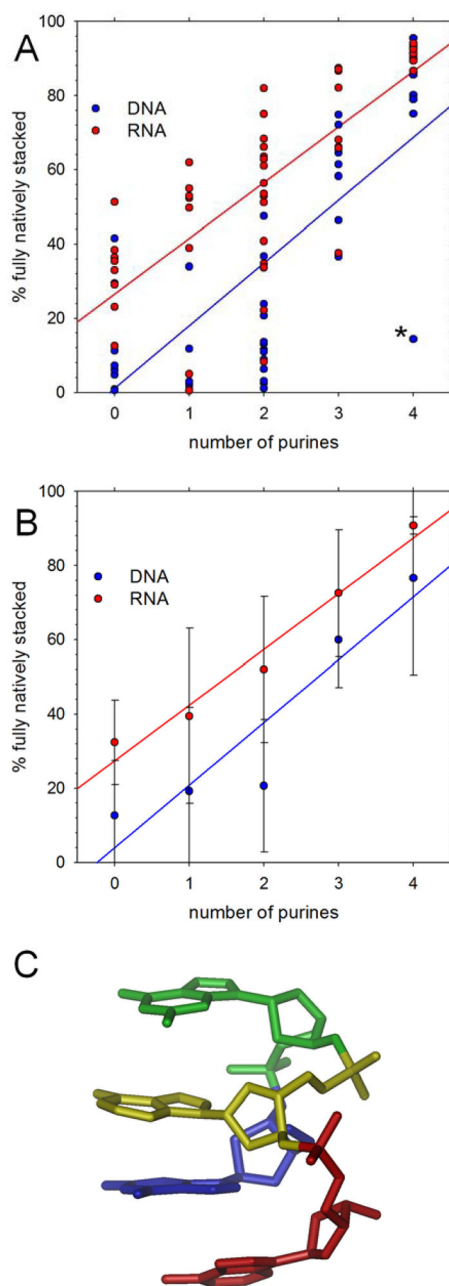 A
100
80
60
40
20
0
% fully natively stacked
DNA
RNA
*
0 1 2 3 4
number of purines
B
100
80
60
40
20
0
% fully natively stacked
DNA
RNA
0 1 2 3 4
number of purines
C